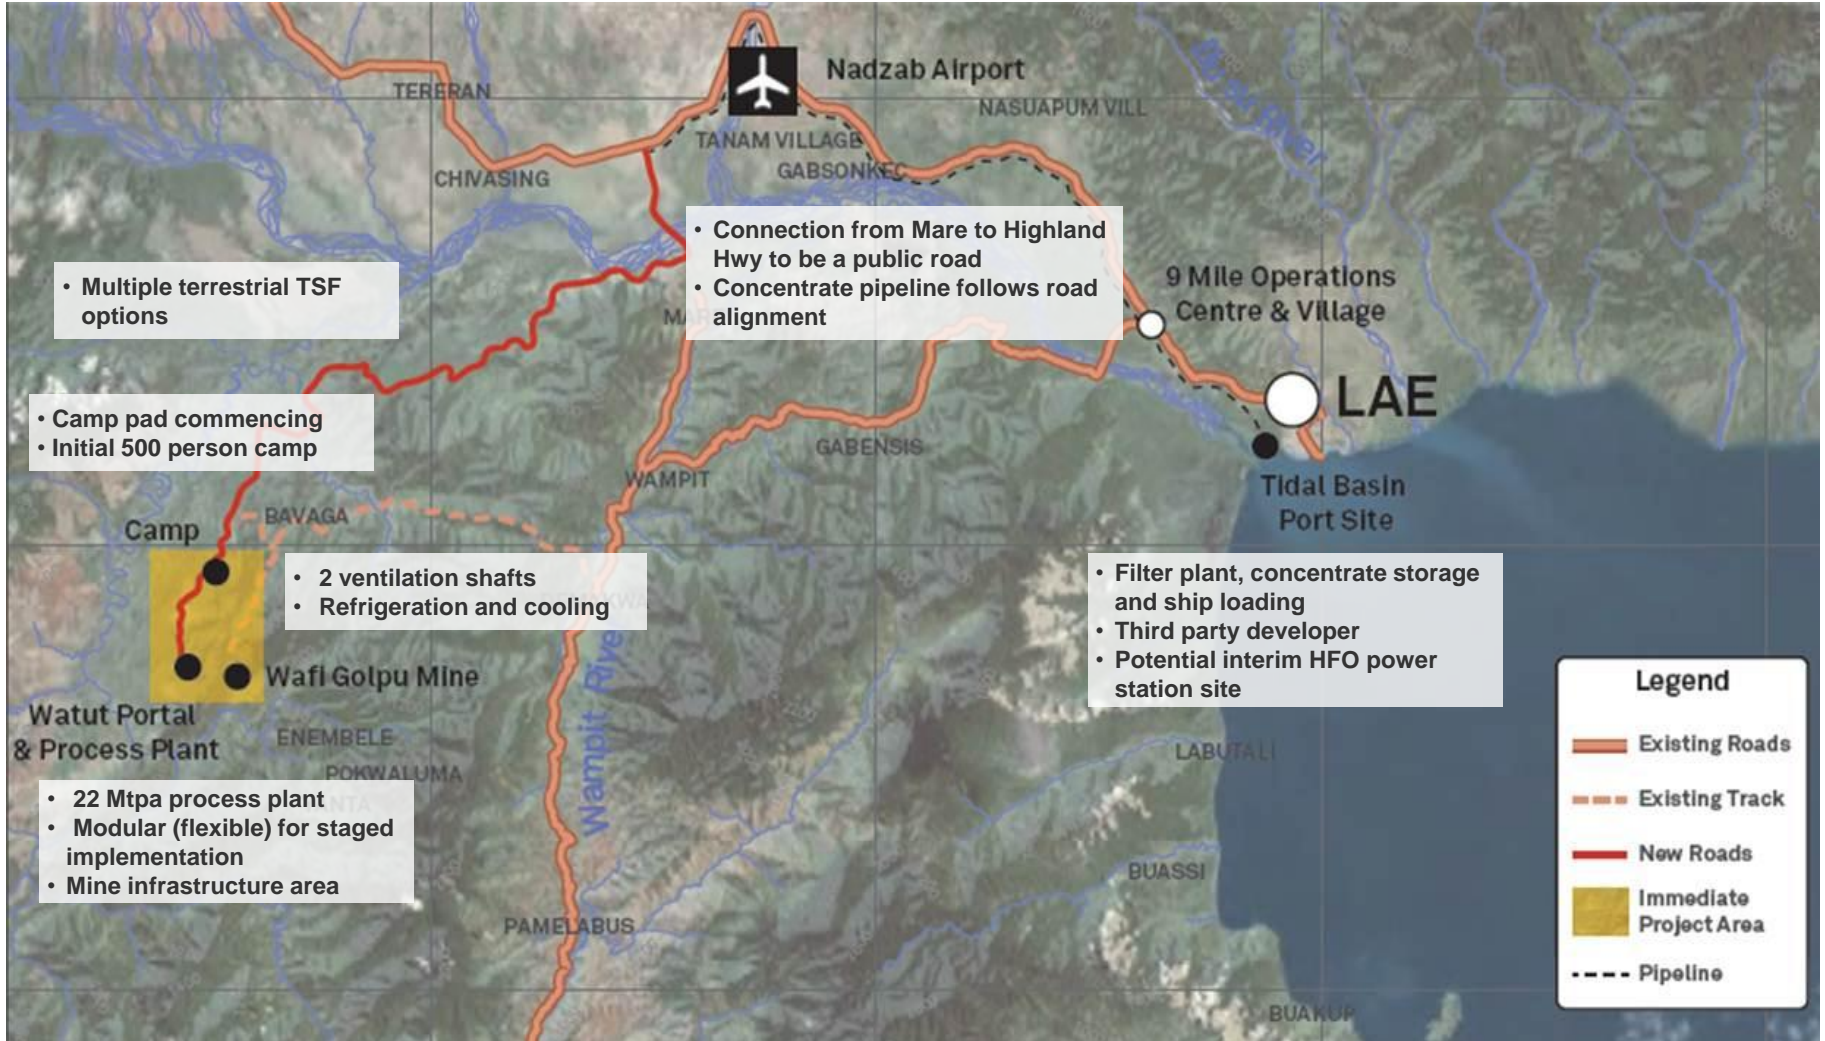 Nadzab Airport
TERERAN
NASUAPUM VILL
TANAM VILLAGE
GABSONKEC
CHIVASING
• Connection from Mare to Highland
Hwy to be a public road
• Concentrate pipeline follows road
alignment
9 Mile Operations
Centre & Village
• Multiple terrestrial TSF
options
LAE
• Camp pad commencing
• Initial 500 person camp
GABENSIS
WAMPIT
Tidal Basin
Port Site
BAVAGA
Camp
• 2 ventilation shafts
• Refrigeration and cooling
• Filter plant, concentrate storage
and ship loading
• Third party developer
• Potential interim HFO power
station site
Wafi Golpu Mine
Watut Portal
& Process Plant
Wampit River
ENEMBELE
POKWALUMA
LABUTALI
• 22 Mtpa process plant
• Modular (flexible) for staged
implementation
• Mine infrastructure area
BUASSI
PAMELABUS
BUAKUP
Legend
Existing Roads
Existing Track
New Roads
Immediate
Project Area
Pipeline